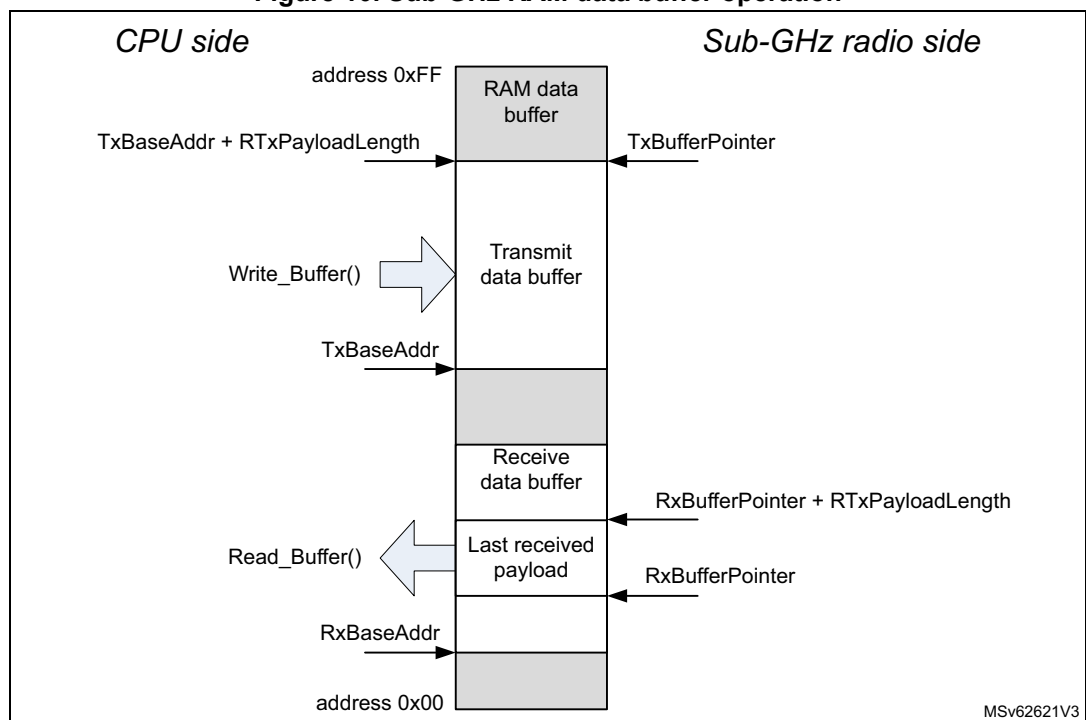 Figure 10. Sub-GHz RAM data buffer operation
CPU side
Sub-GHz radio side
address 0xFF
RAM data
buffer
TxBaseAddr + RTxPayloadLength
TxBufferPointer
Write_Buffer()
Transmit
data buffer
TxBaseAddr
Receive
data buffer
RxBufferPointer + RTxPayloadLength
Read_Buffer()
Last received
payload
RxBufferPointer
RxBaseAddr
address 0x00
MSv62621V3